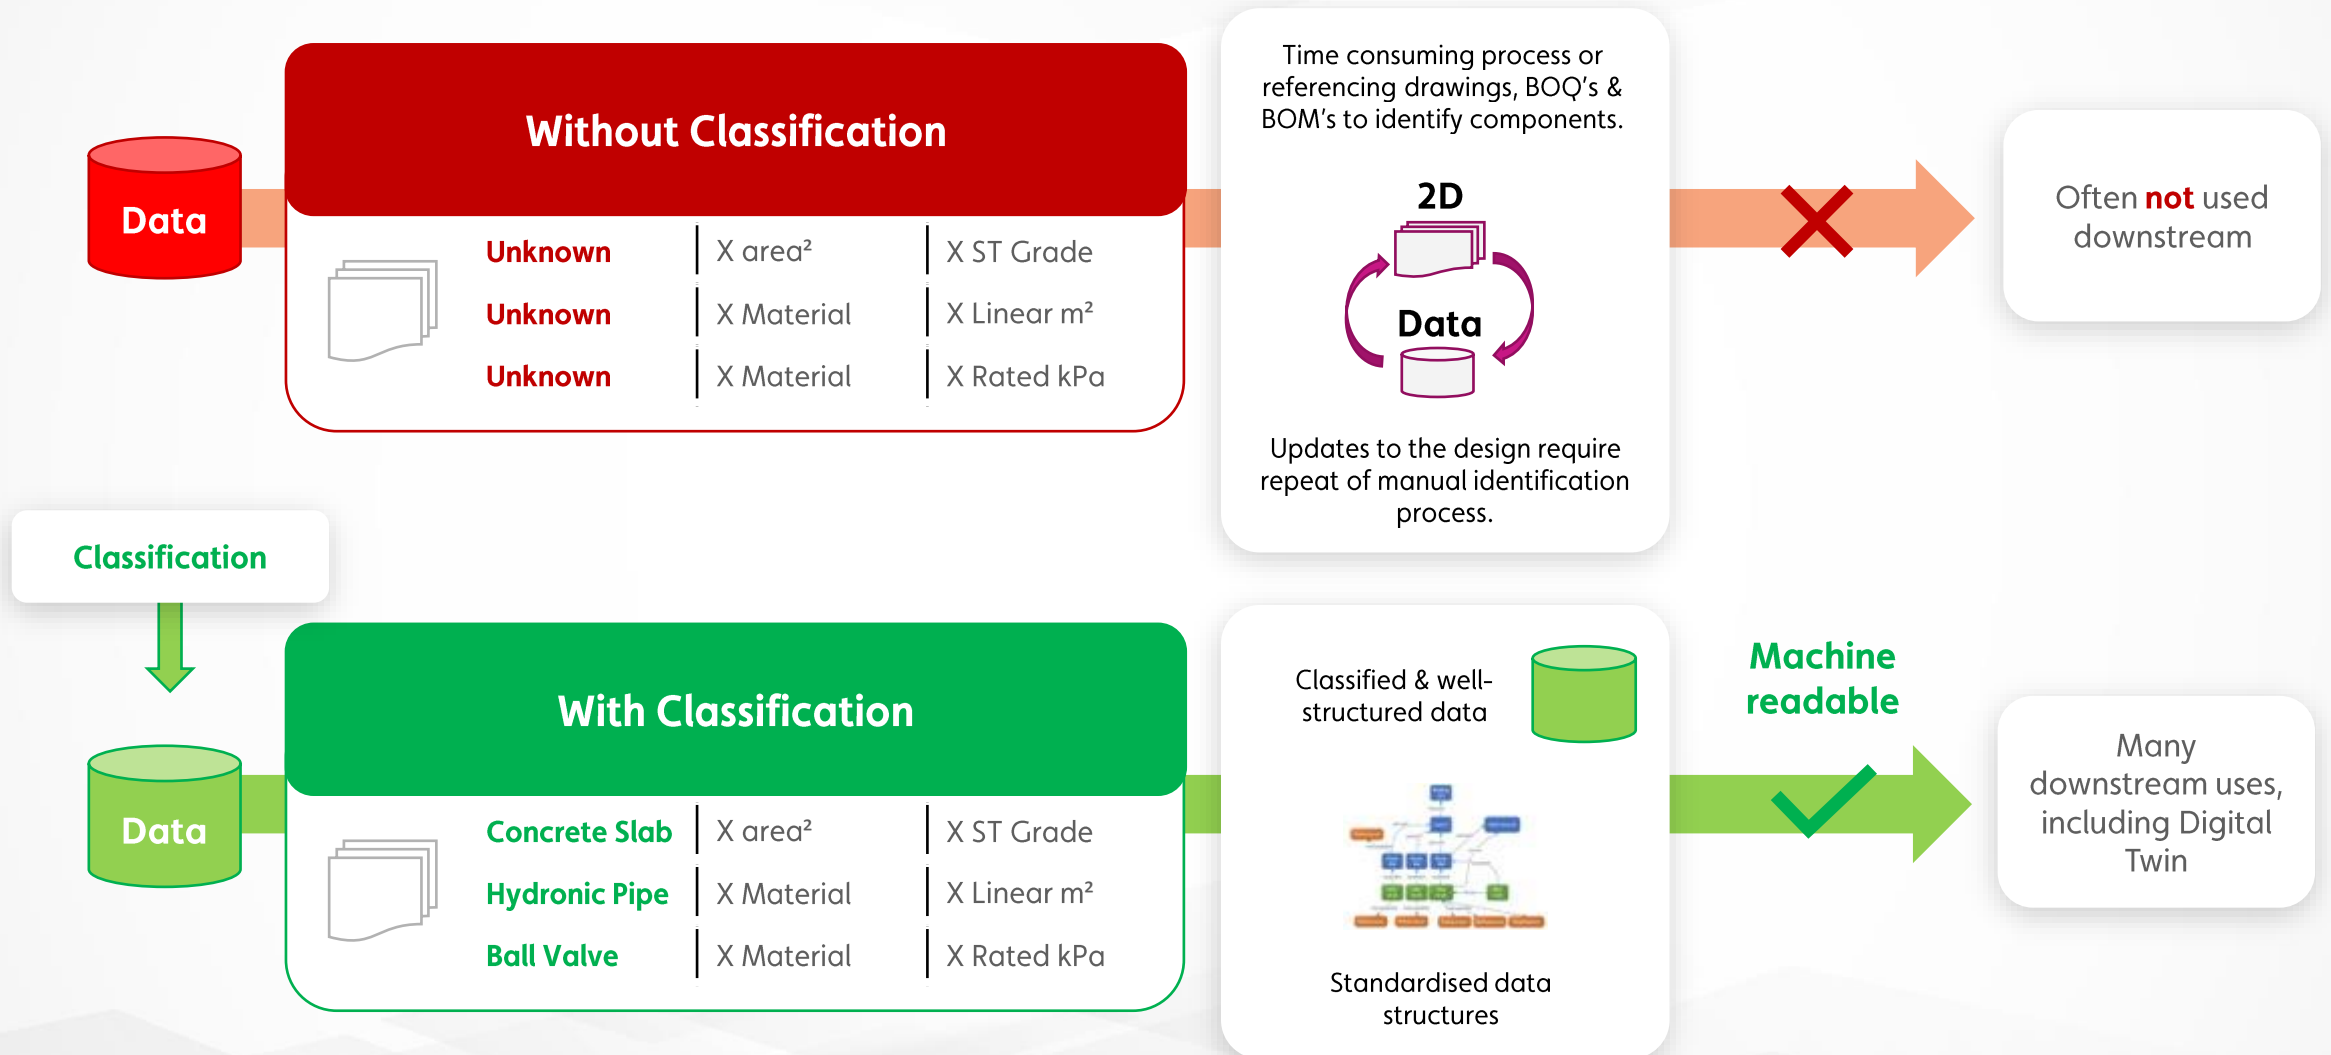 Without Classification
Data
Unknown X area² X ST Grade
Unknown X Material X Linear m²
Unknown X Material X Rated kPa
Time consuming process or
referencing drawings, BOQ's &
BOM's to identify components.
2D
Data
Updates to the design require
repeat of manual identification
process.
Often not used
downstream
Classification
With Classification
Data
Concrete Slab X area² X ST Grade
Hydronic Pipe X Material X Linear m²
Ball Valve X Material X Rated kPa
Classified & well-
structured data
Standardised data
structures
Machine
readable
Many
downstream uses,
including Digital
Twin